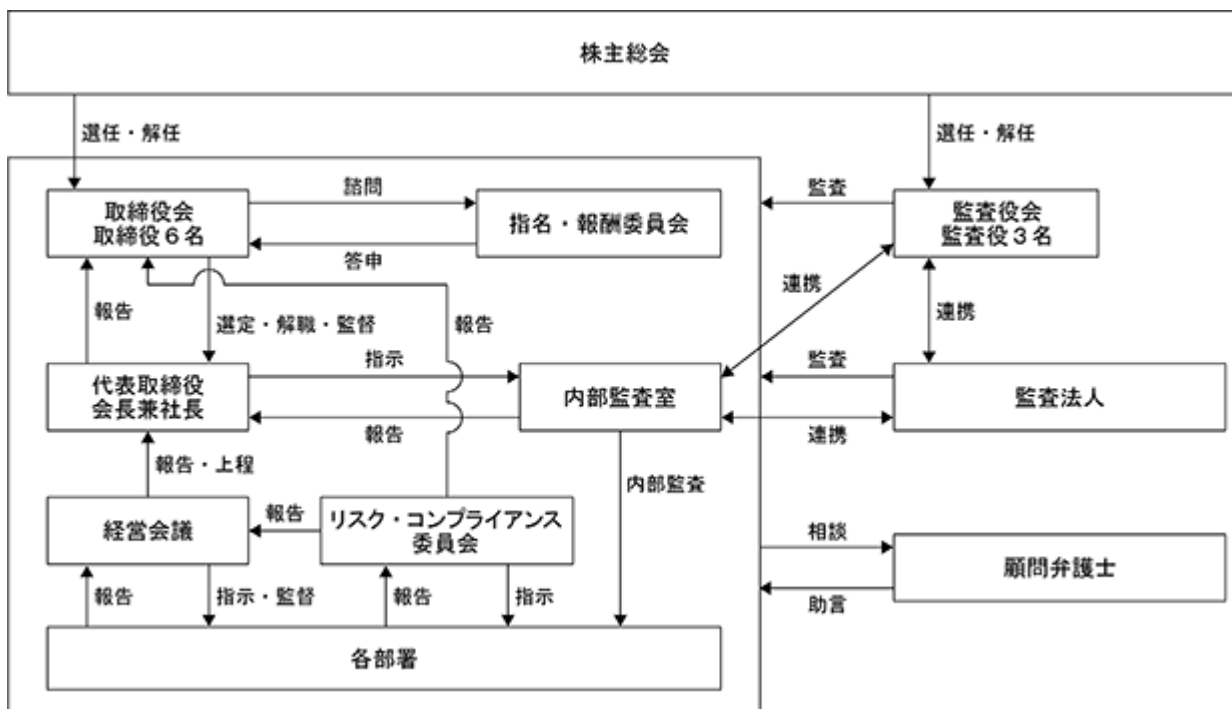 株主総会
選任・解任
選任・解任
取締役会
取締役6名
諮問
答申
指名・報酬委員会
監査
監査役会
監査役3名
報告
選定・解職・監督
報告
連携
連携
代表取締役
会長兼社長
指示
報告
内部監査室
監査
連携
監査法人
報告・上程
内部監査
経営会議
報告
リスク・コンプライアンス
委員会
相談
助言
顧問弁護士
報告
指示・監督
報告
指示
各部署